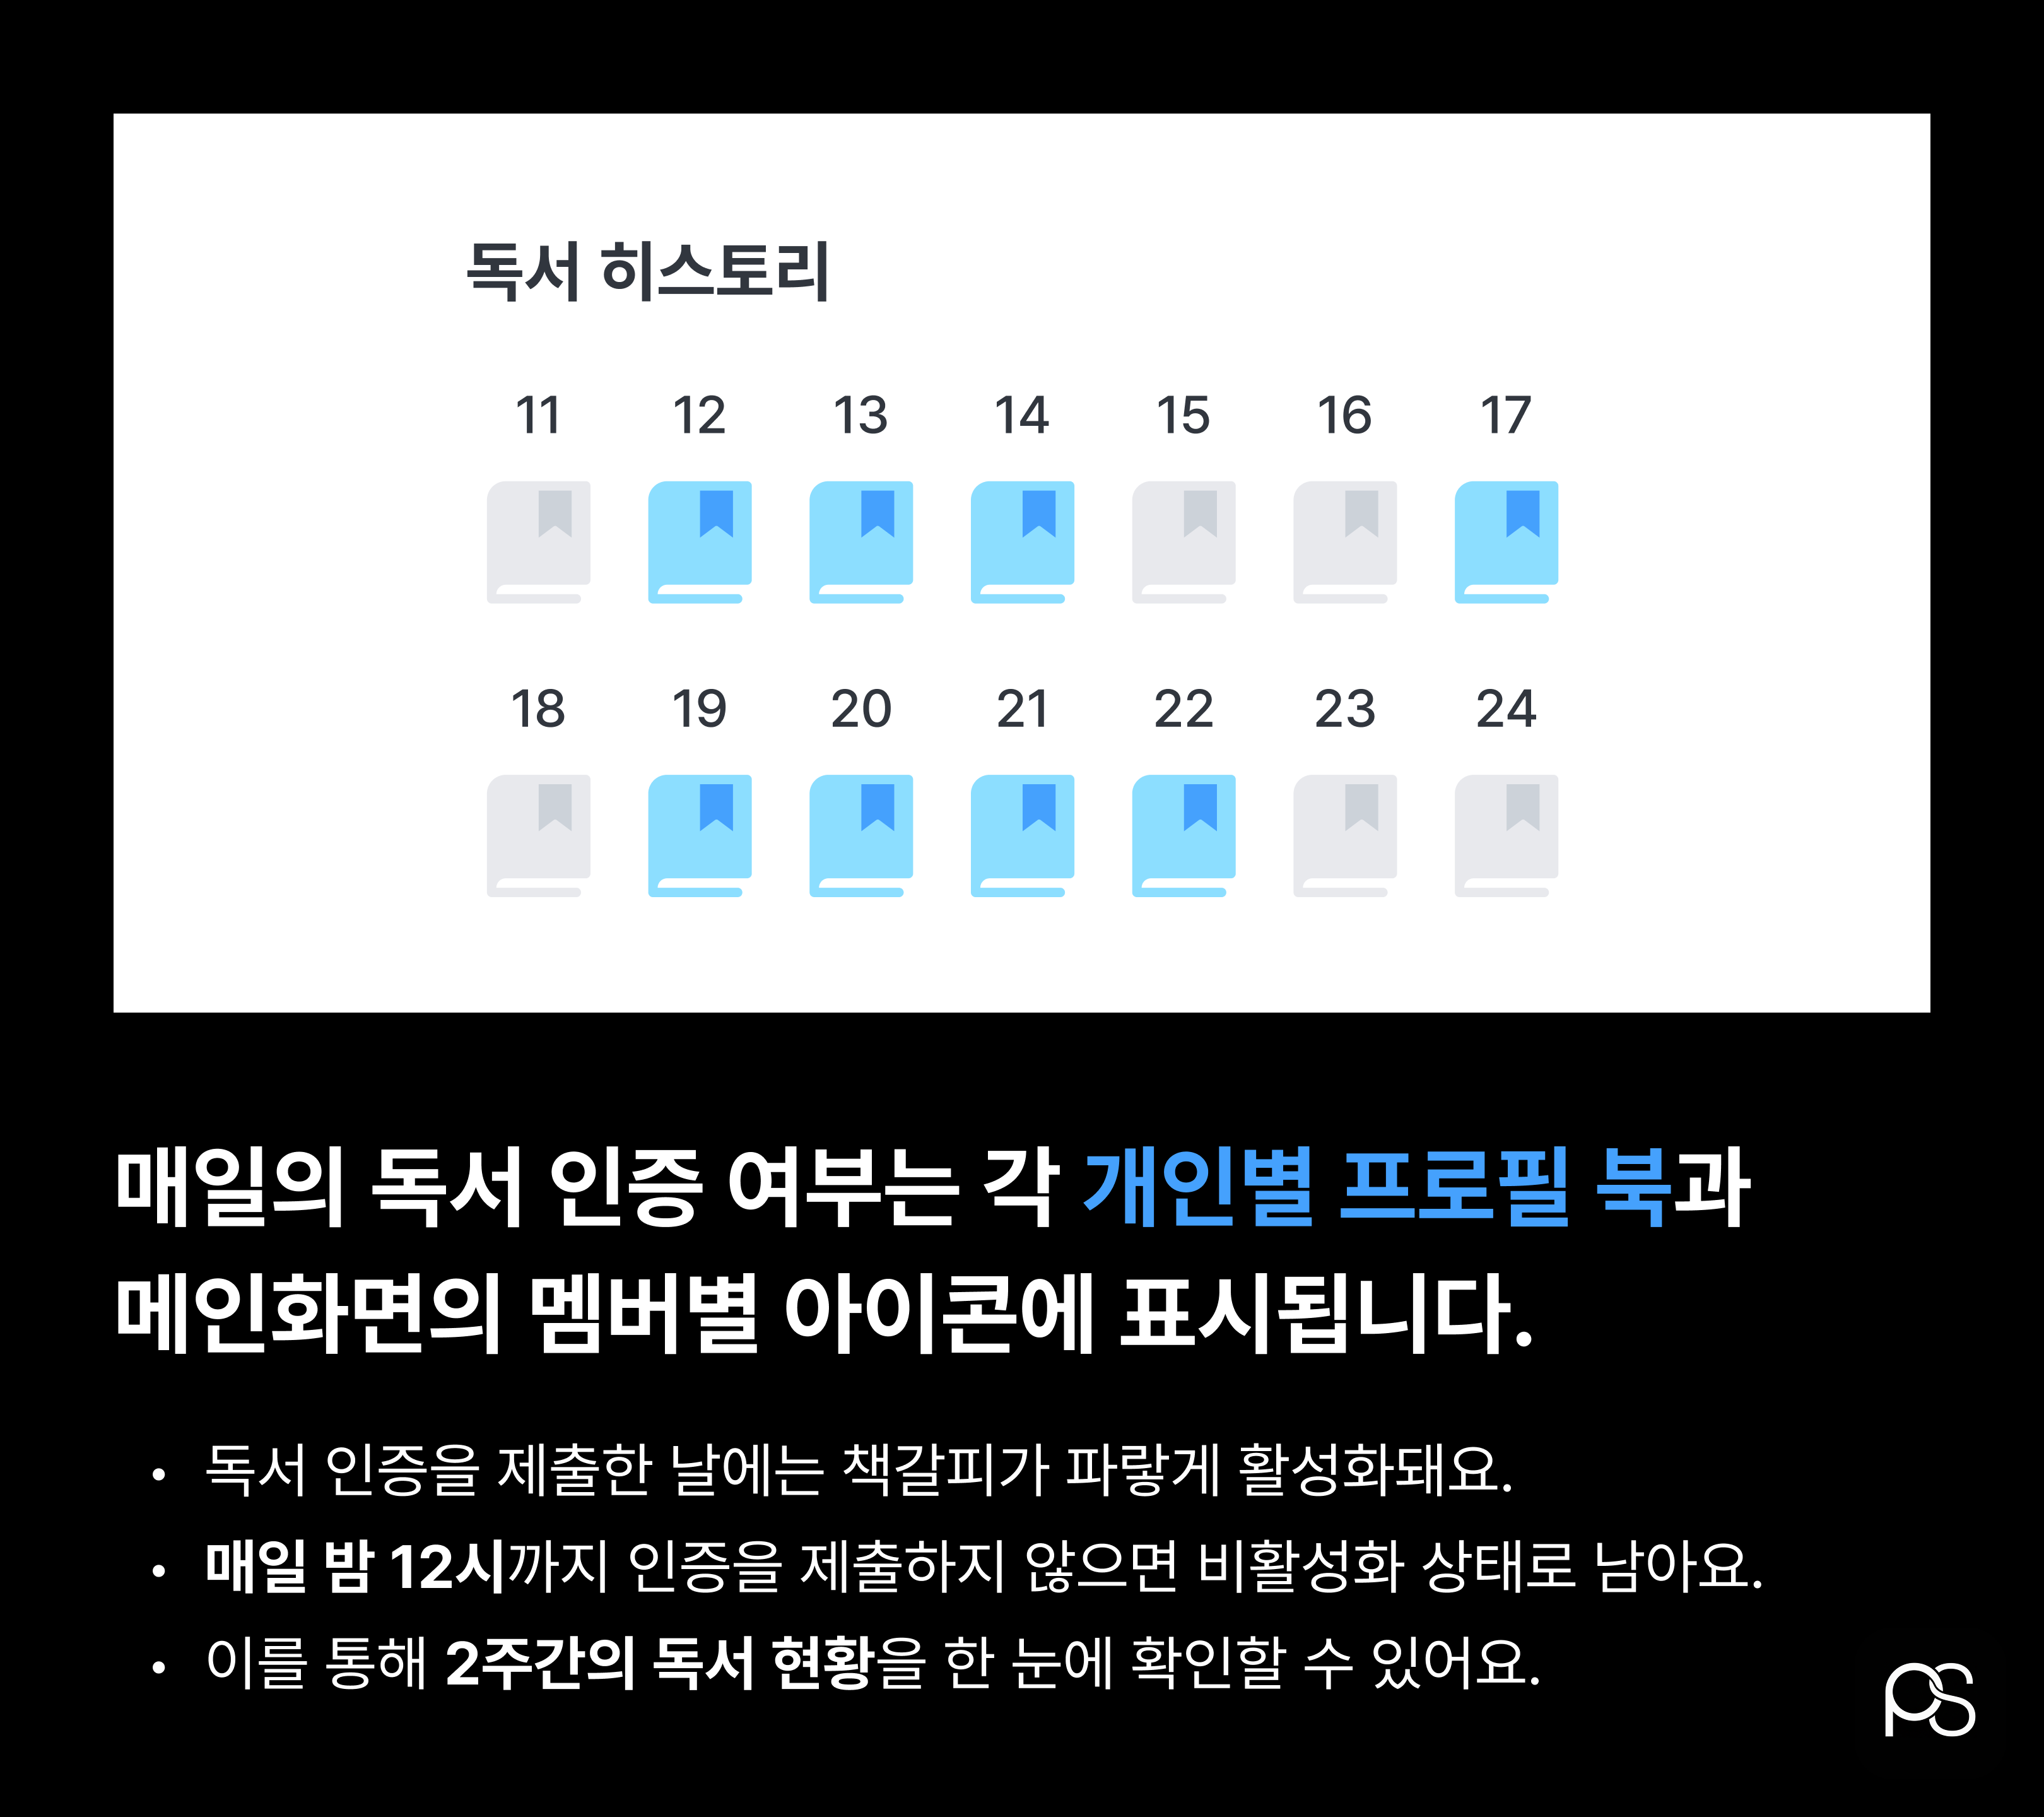 독서 히스토리
11 12 13 14 15 16 17
18 19 20 21 22 23 24
매일의 독서 인증 여부는 각 개인별 프로필 북과
메인화면의 멤버별 아이콘에 표시됩니다.
• 독서 인증을 제출한 날에는 책갈피가 파랗게 활성화돼요.
• 매일 밤 12시까지 인증을 제출하지 않으면 비활성화 상태로 남아요.
• 이를 통해 2주간의 독서 현황을 한 눈에 확인할 수 있어요.
PS